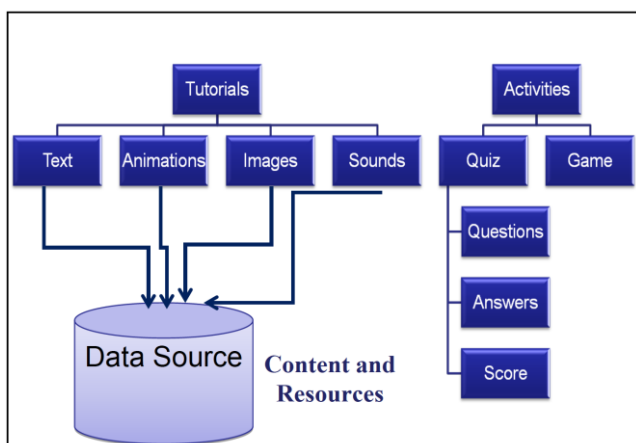 Tutorials
Activities
Text
Animations
Images
Sounds
Quiz
Game
Questions
Answers
Score
Data Source
Content and
Resources